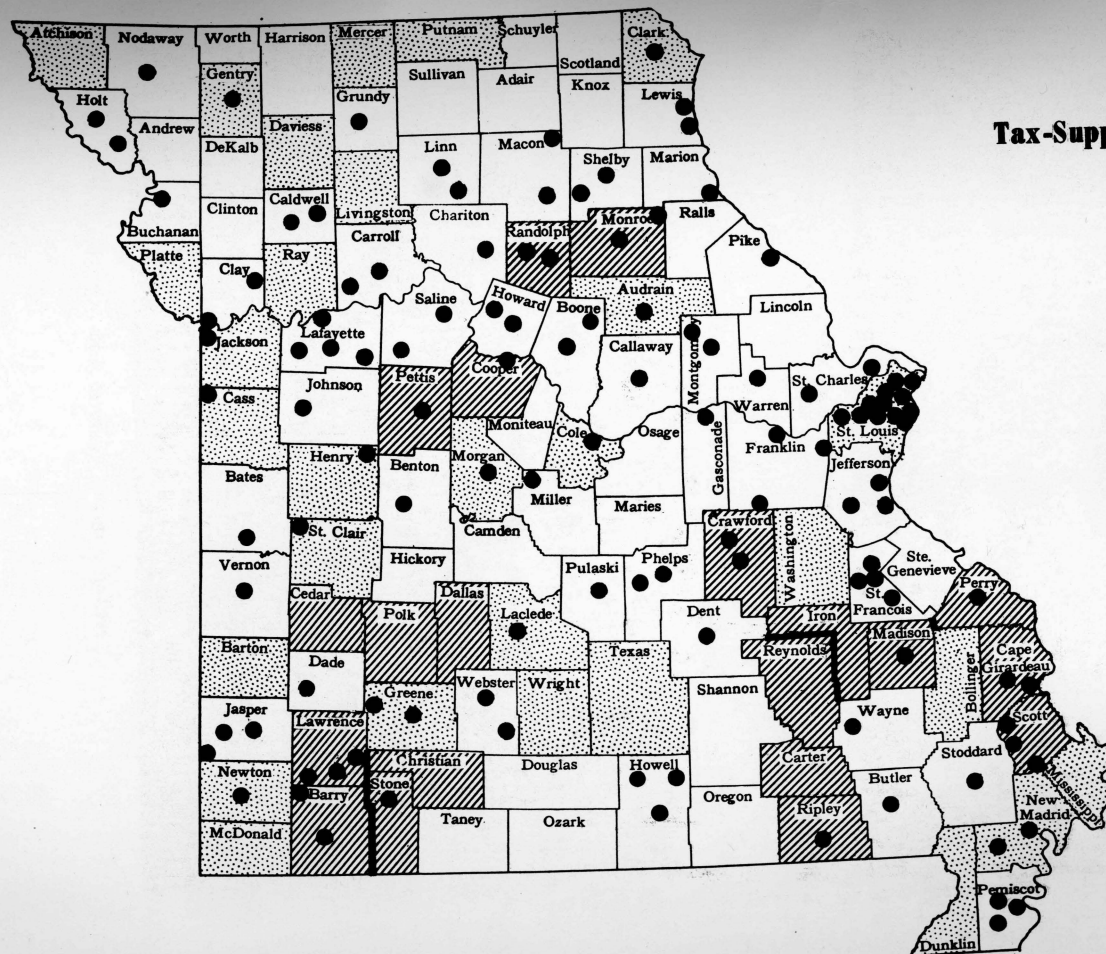 Tax-Supp
Atchison
Nodaway
Worth
Harrison
Mercer
Putnam
Schuyler
Scotland
Clark
Gentry
Sullivan
Adair
Knox
Lewis
Holt
Andrew
DeKalb
Daviess
Grundy
Linn
Macon
Shelby
Marion
Buchanan
Clinton
Caldwell
Livingston
Chariton
Randolph
Monroe
Ralls
Pike
Platte
Clay
Ray
Carroll
Saline
Howard
Boone
Audrain
Lincoln
Jackson
Lafayette
Cooper
Callaway
Montgomery
Warren
St. Charles
St. Louis
Cass
Johnson
Pettis
Moniteau
Cole
Osage
Gasconade
Franklin
Jefferson
Bates
Henry
Benton
Morgan
Miller
Maries
Camden
Crawford
Washington
Ste.
Genevieve
St.
Francois
Perry
Vernon
St. Clair
Hickory
Pulaski
Phelps
Cedar
Polk
Dallas
Laclede
Dent
Iron
Madison
Bollinger
Cape
Girardeau
Barton
Dade
Greene
Webster
Wright
Texas
Shannon
Reynolds
Wayne
Scott
Mississippi
Jasper
Lawrence
Christian
Douglas
Howell
Carter
Butler
Stoddard
New
Madrid
Newton
Barry
Stone
Taney
Ozark
Oregon
Ripley
McDonald
Pemiscot
Dunklin